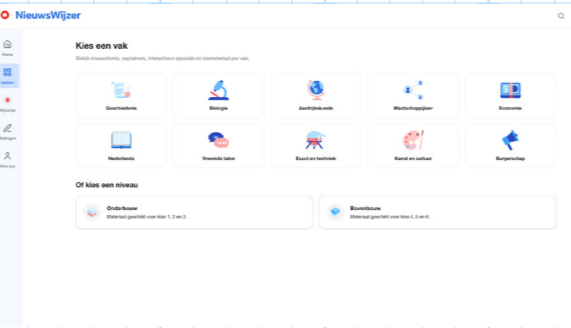 NieuwsWijzer
Kies een vak
Bekijk nieuwsitems, explainers, interactieve specials en lesmateriaal per vak.
Home
Geschiedenis
Biologie
Aardrijkskunde
Maatschappijleer
Economie
Nederlands
Vreemde talen
Exact en techniek
Kunst en cultuur
Burgerschap
Of kies een niveau
Onderbouw
Materiaal geschikt voor klas 1, 2 en 3.
Bovenbouw
Materiaal geschikt voor klas 4, 5 en 6.